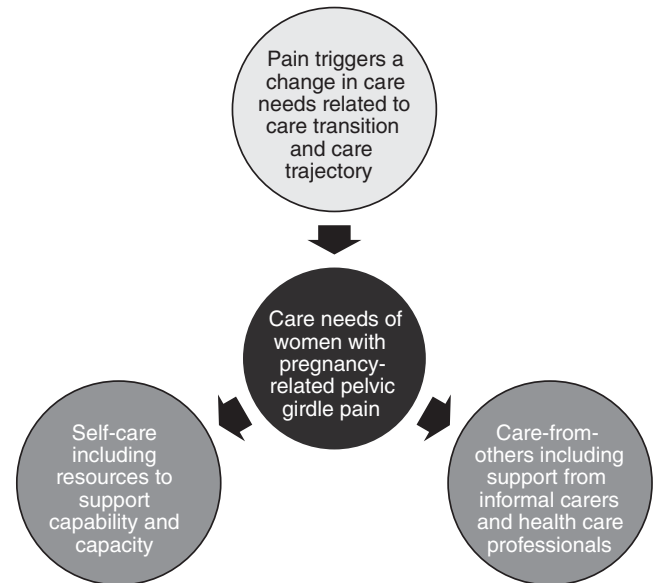 Pain triggers a
change in care
needs related to
care transition
and care
trajectory
Care needs of
women with
pregnancy-
related pelvic
girdle pain
Self-care
including
resources to
support
capability and
capacity
Care-from-
others including
support from
informal carers
and health care
professionals